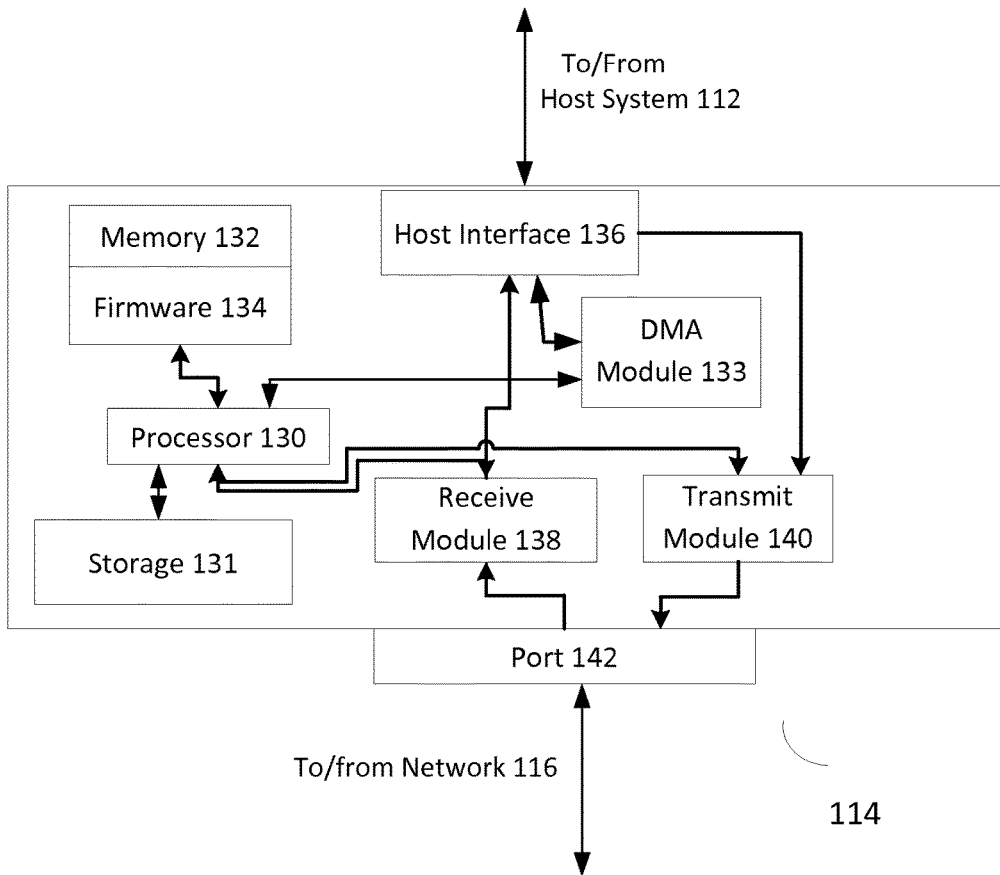 To/From
Host System 112
Memory 132
Firmware 134
Host Interface 136
DMA
Module 133
Processor 130
Storage 131
Receive
Module 138
Transmit
Module 140
Port 142
To/from Network 116
114